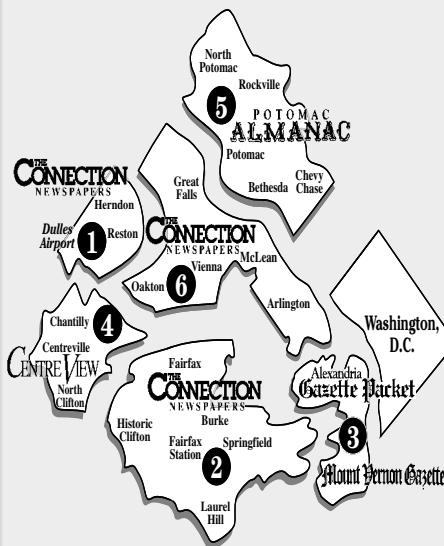 North
Potomac
Rockville
5
POTOMAC
ALMANAC
Potomac
Bethesda
Chevy
Chase
THE
CONNECTION
NEWSPAPERS
Herndon
Dulles
Airport
1
Reston
Great
Falls
THE
CONNECTION
NEWSPAPERS
Vienna
McLean
Oakton
6
Arlington
Washington,
D.C.
Chantilly
4
Centreville
CENTRE VIEW
North
Clifton
Fairfax
THE
CONNECTION
NEWSPAPERS
Burke
Historic
Clifton
Fairfax
Station
Springfield
2
Laurel
Hill
Alexandria
Gazette Packet
3
Mount Vernon Gazette